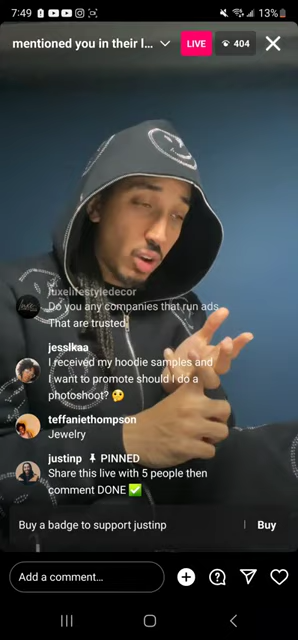 7:49 13%
mentioned you in their l... LIVE 404
luxelifestyledecor
Do you any companies that run ads
That are trusted
jesslkaa
I received my hoodie samples and
I want to promote should I do a
photoshoot? 🤔
teffaniethompson
Jewelry
justinp PINNED
Share this live with 5 people then
comment DONE ✅
Buy a badge to support justinp Buy
Add a comment...